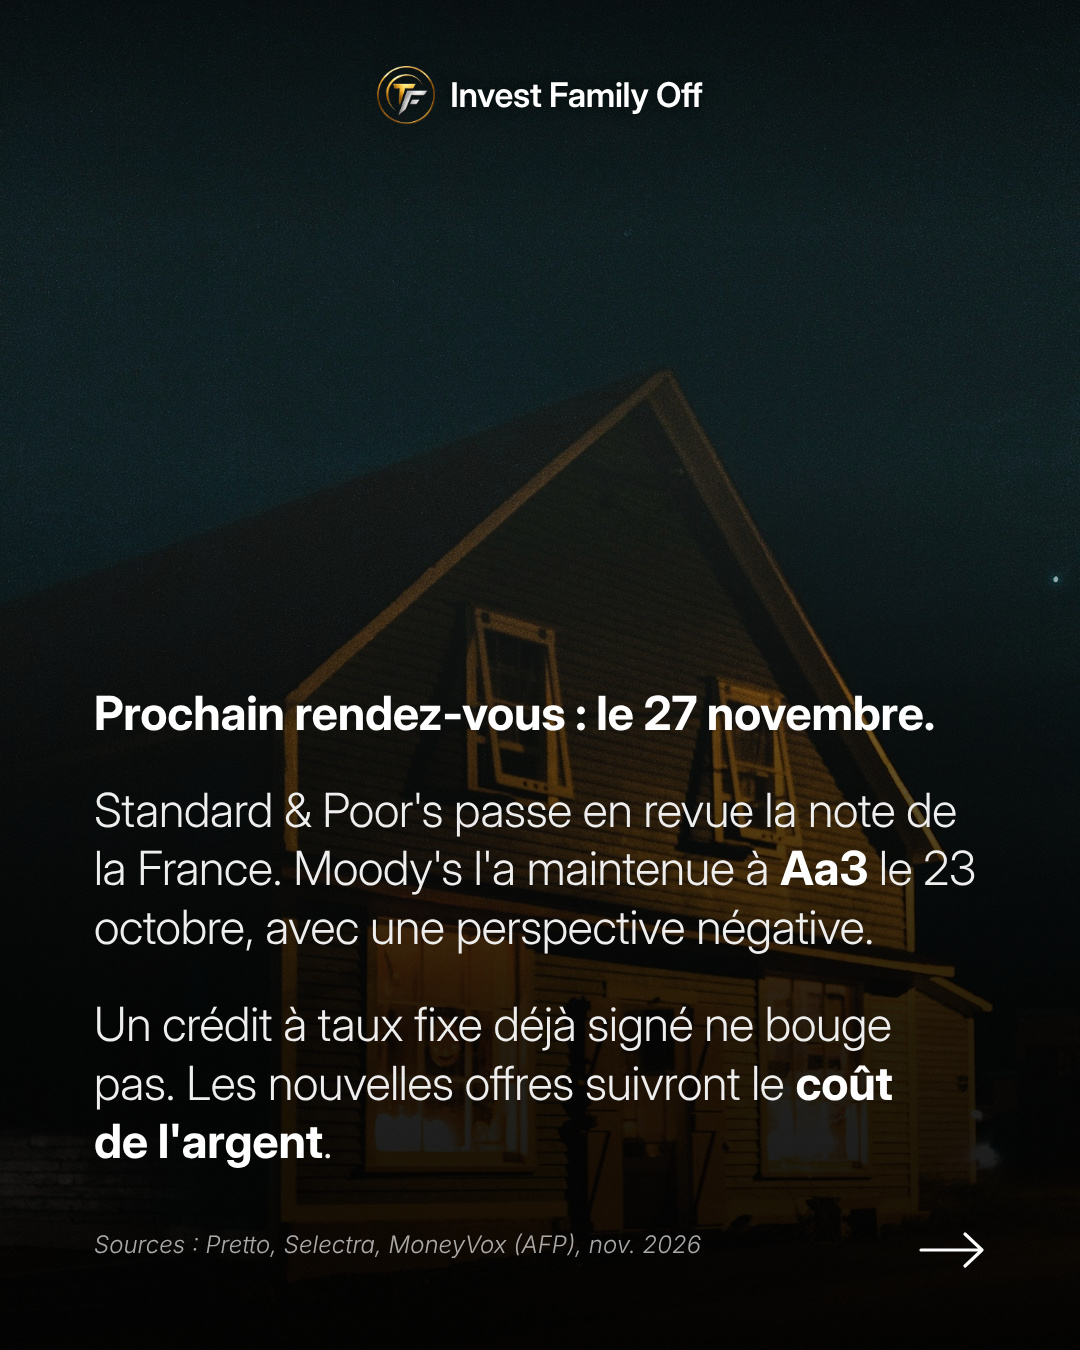 TF
Invest Family Off
Prochain rendez-vous : le 27 novembre.
Standard & Poor's passe en revue la note de
la France. Moody's l'a maintenue à Aa3 le 23
octobre, avec une perspective négative.
Un crédit à taux fixe déjà signé ne bouge
pas. Les nouvelles offres suivront le coût
de l'argent.
Sources : Pretto, Selectra, MoneyVox (AFP), nov. 2026